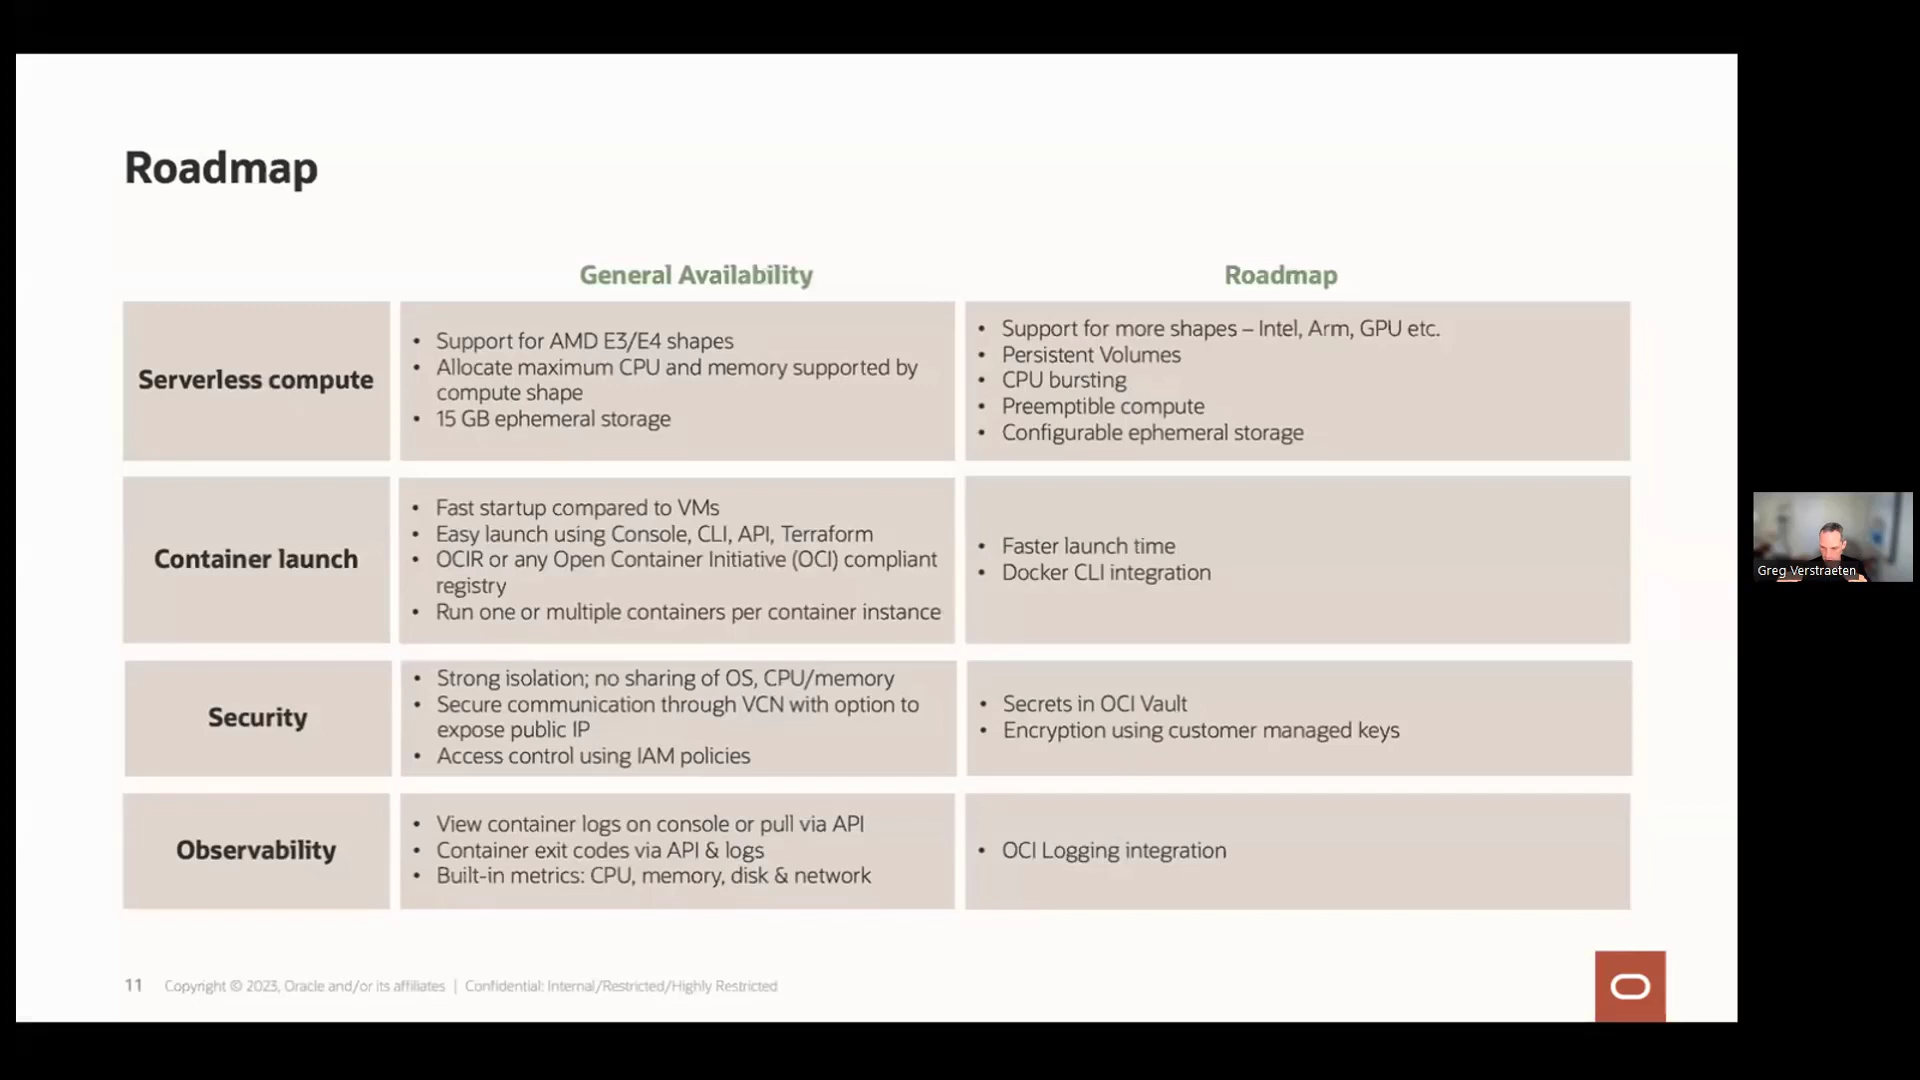 Roadmap
General Availability
Roadmap
Serverless compute
• Support for AMD E3/E4 shapes
• Allocate maximum CPU and memory supported by
compute shape
• 15 GB ephemeral storage
• Support for more shapes – Intel, Arm, GPU etc.
• Persistent Volumes
• CPU bursting
• Preemptible compute
• Configurable ephemeral storage
Container launch
• Fast startup compared to VMs
• Easy launch using Console, CLI, API, Terraform
• OCIR or any Open Container Initiative (OCI) compliant
registry
• Run one or multiple containers per container instance
• Faster launch time
• Docker CLI integration
Security
• Strong isolation; no sharing of OS, CPU/memory
• Secure communication through VCN with option to
expose public IP
• Access control using IAM policies
• Secrets in OCI Vault
• Encryption using customer managed keys
Observability
• View container logs on console or pull via API
• Container exit codes via API & logs
• Built-in metrics: CPU, memory, disk & network
• OCI Logging integration
11 Copyright © 2023, Oracle and/or its affiliates | Confidential: Internal/Restricted/Highly Restricted
Greg Verstraeten